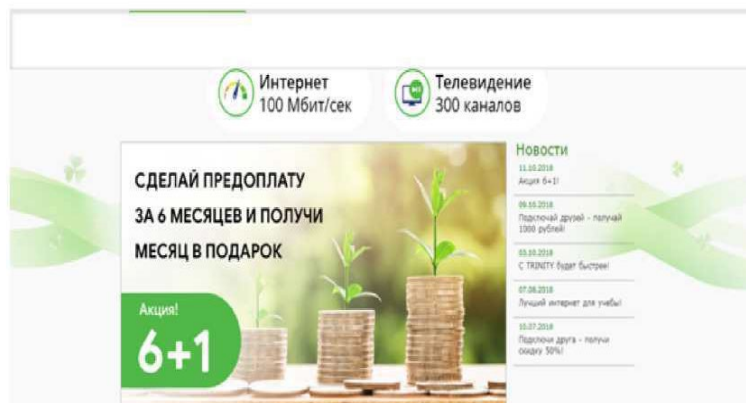 Интернет
100 Мбит/сек
Телевидение
300 каналов
СДЕЛАЙ ПРЕДОПЛАТУ
ЗА 6 МЕСЯЦЕВ И ПОЛУЧИ
МЕСЯЦ В ПОДАРОК
Акция!
6+1
Новости
11.10.2018
Акция 6+1!
09.10.2018
Подключай друзей - получай
1000 рублей!
03.10.2018
С TRINITY будет быстрее!
07.08.2018
Лучший интернет для учебы!
10.07.2018
Подключи друга - получи
скидку 50%!